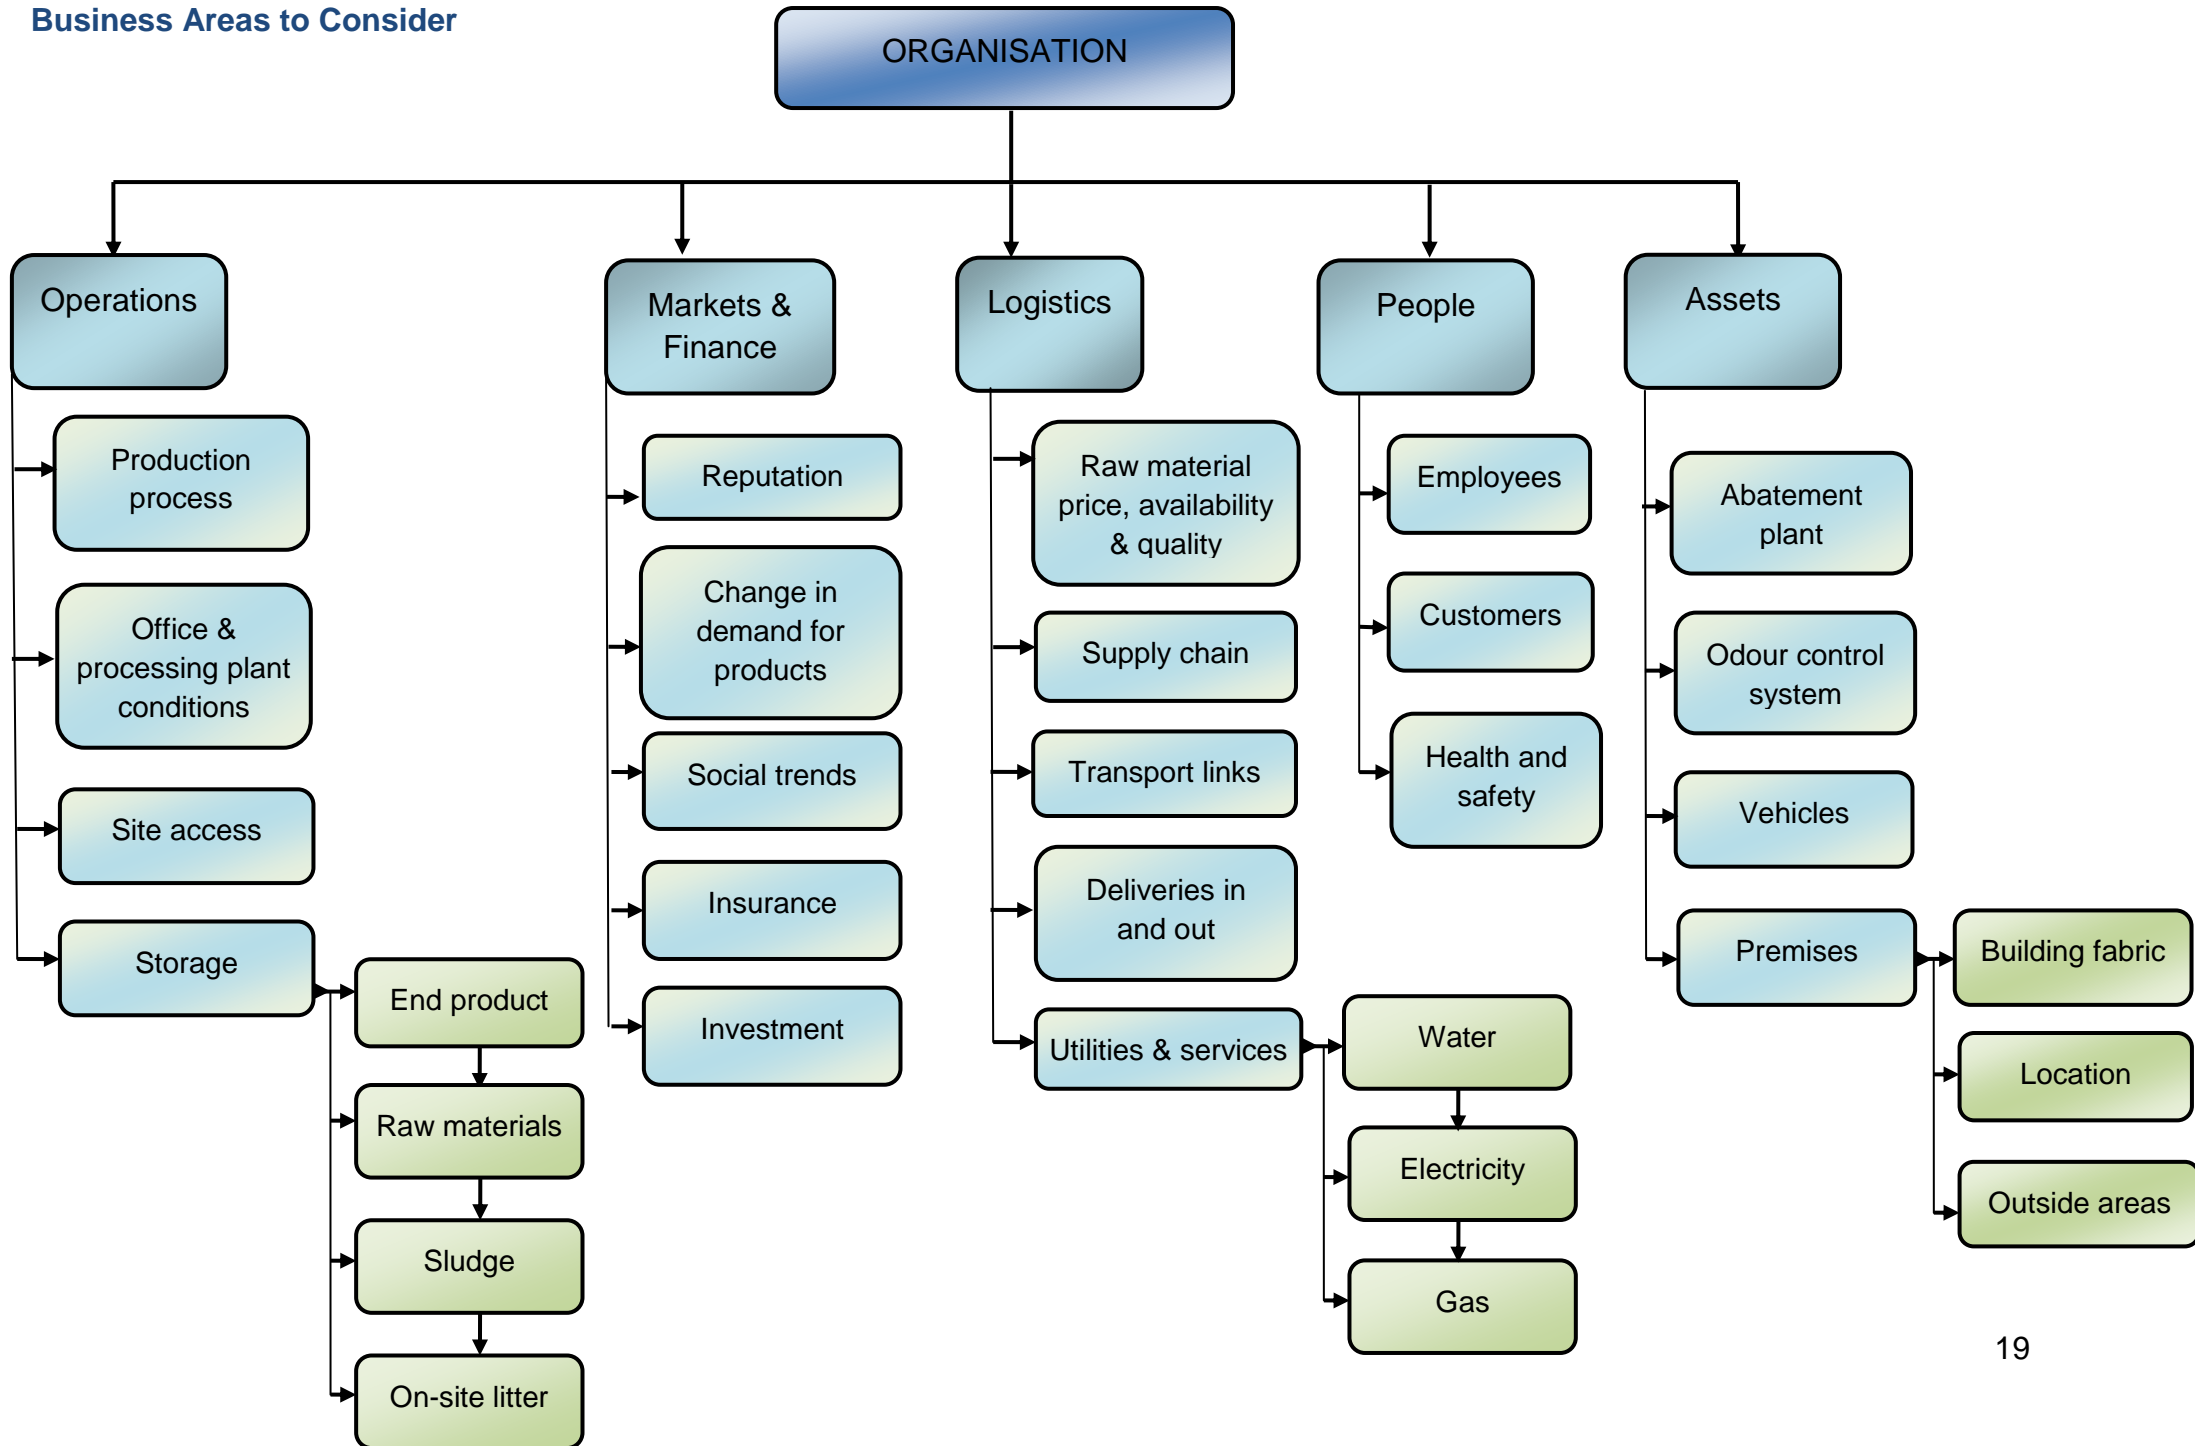 Business Areas to Consider
ORGANISATION
Operations
Production
process
Office &
processing plant
conditions
Site access
Storage
End product
Raw materials
Sludge
On-site litter
Markets &
Finance
Reputation
Change in
demand for
products
Social trends
Insurance
Investment
Logistics
Raw material
price, availability
& quality
Supply chain
Transport links
Deliveries in
and out
Utilities & services
Water
Electricity
Gas
People
Employees
Customers
Health and
safety
Assets
Abatement
plant
Odour control
system
Vehicles
Premises
Building fabric
Location
Outside areas
19